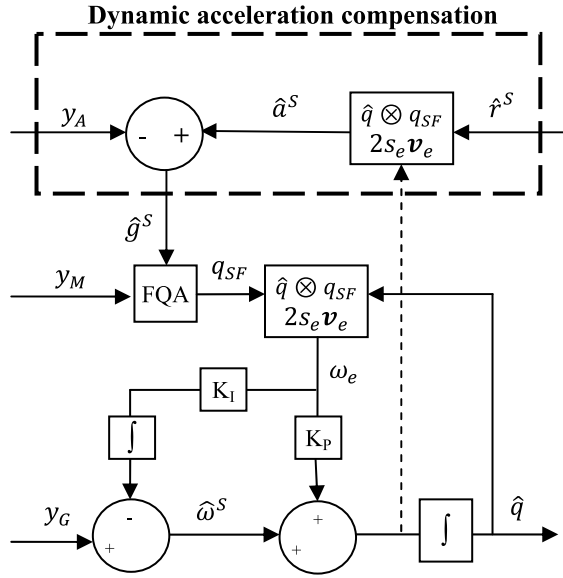 Dynamic acceleration compensation
y_A
-
+
â^S
q̂ ⊗ q_SF
2s_e v_e
r̂^S
ĝ^S
y_M
FQA
q_SF
q̂ ⊗ q_SF
2s_e v_e
ω_e
K_I
∫
K_P
y_G
-
+
ω̂^S
+
+
∫
q̂